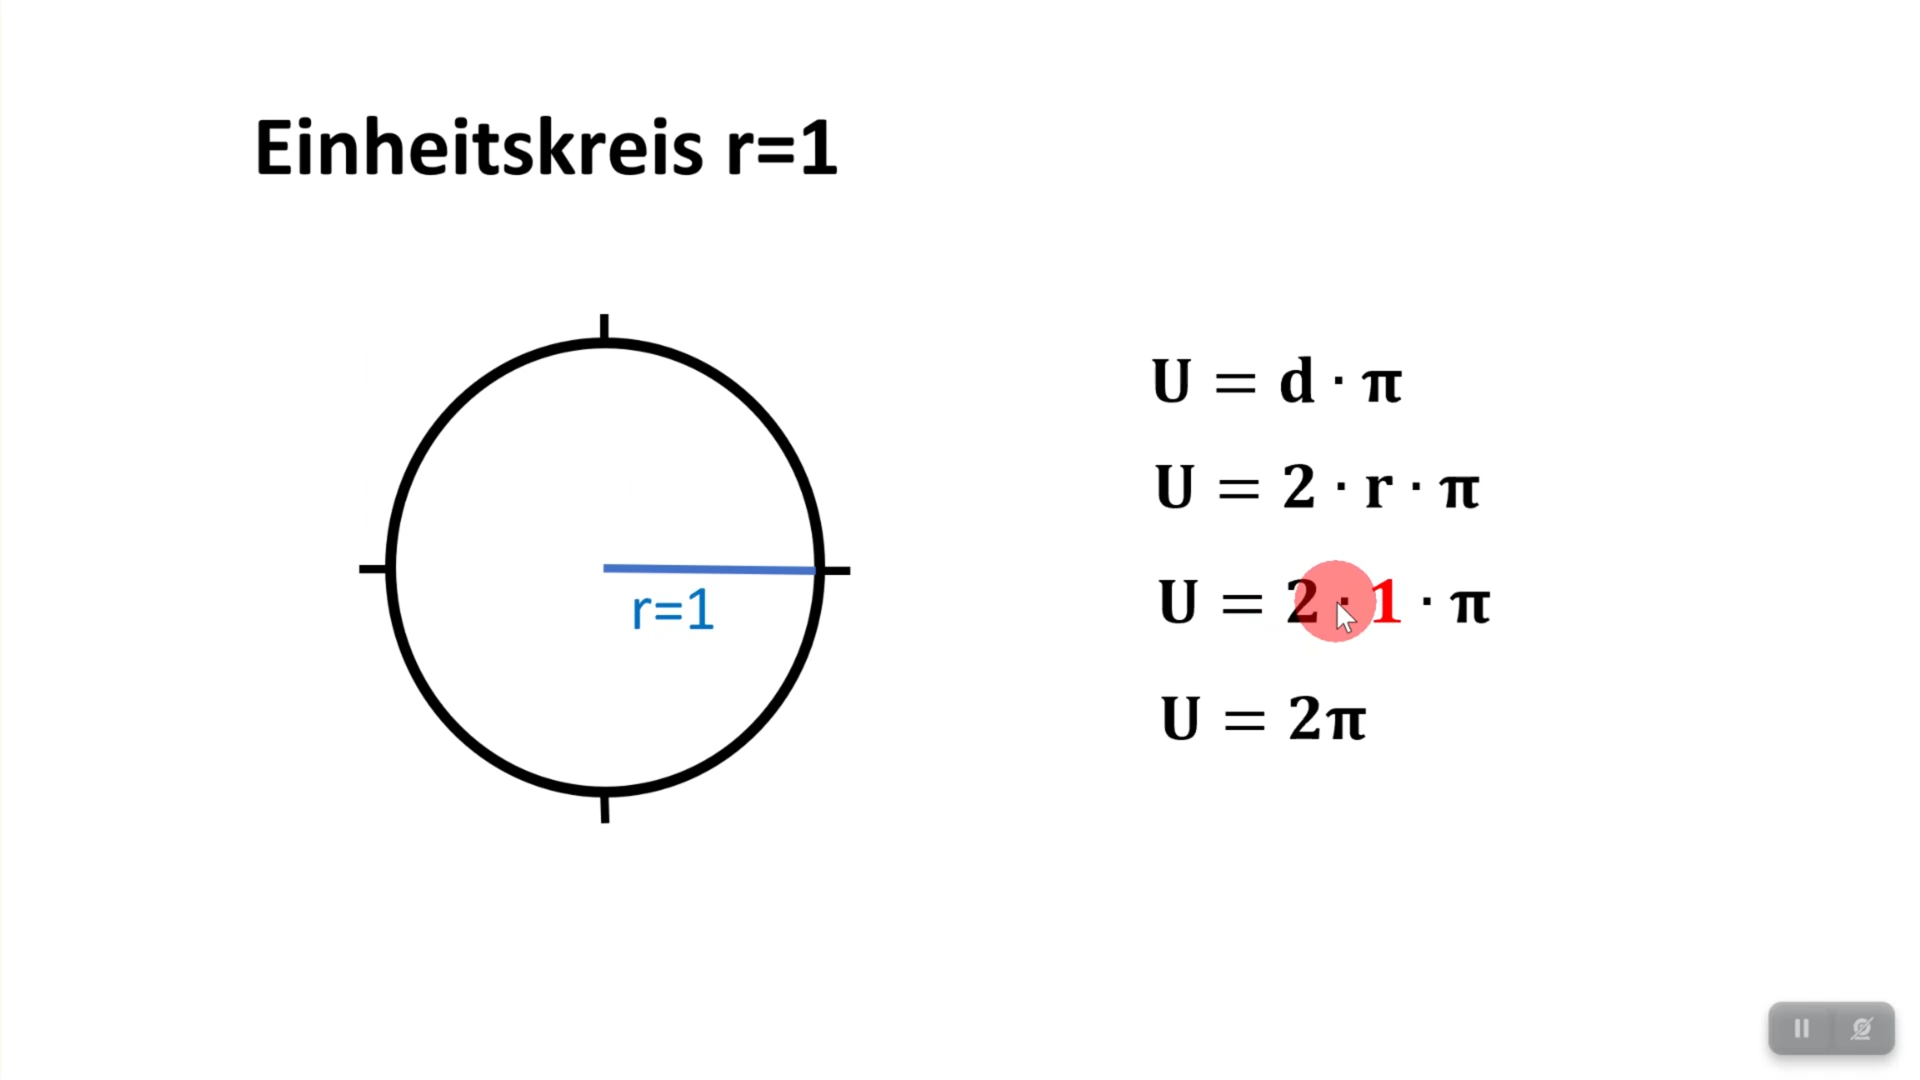 Einheitskreis r=1
r=1
U = d · π
U = 2 · r · π
U = 2 · 1 · π
U = 2π